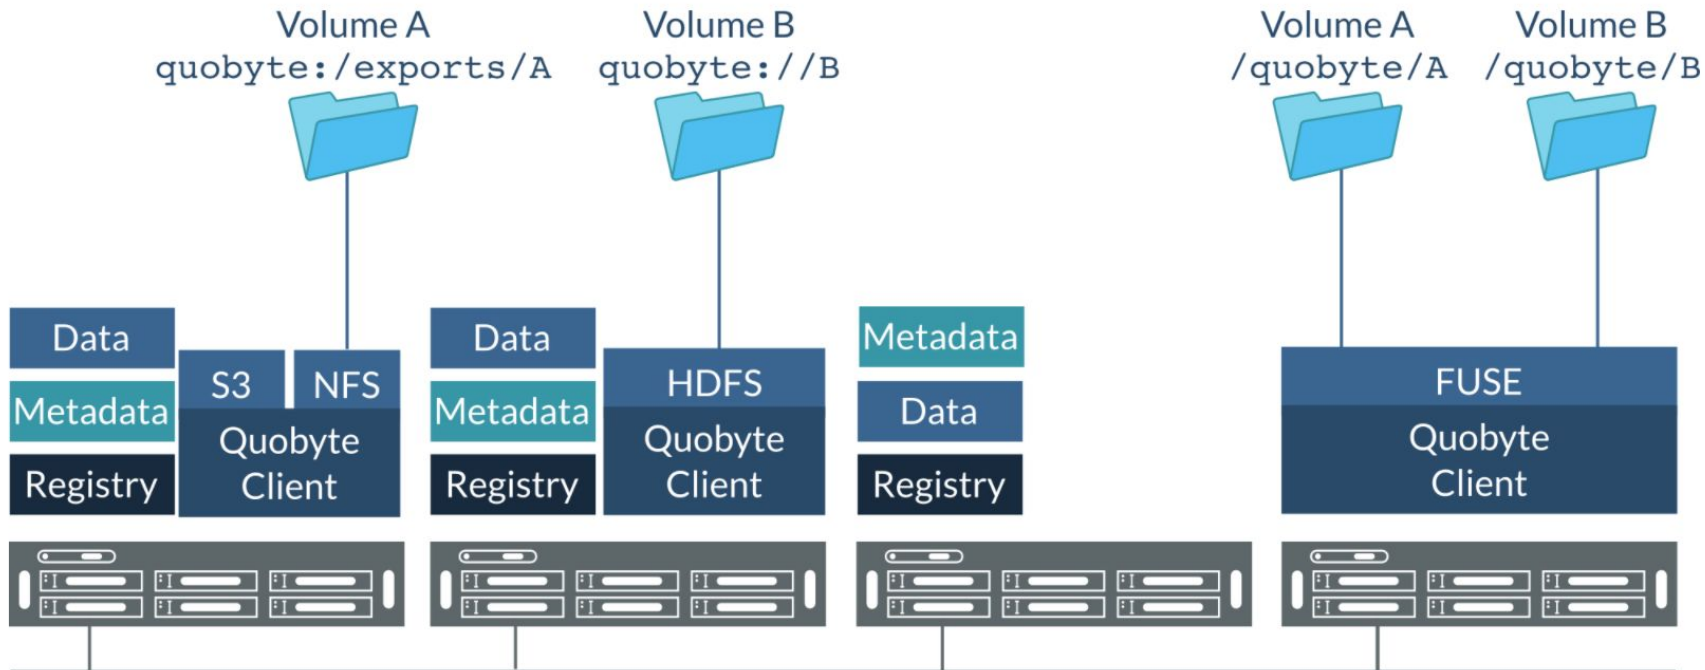 Volume A
quobyte:/exports/A
Volume B
quobyte://B
Volume A
/quobyte/A
Volume B
/quobyte/B
Data
Metadata
Registry
S3
NFS
Quobyte
Client
Data
Metadata
Registry
HDFS
Quobyte
Client
Metadata
Data
Registry
FUSE
Quobyte
Client